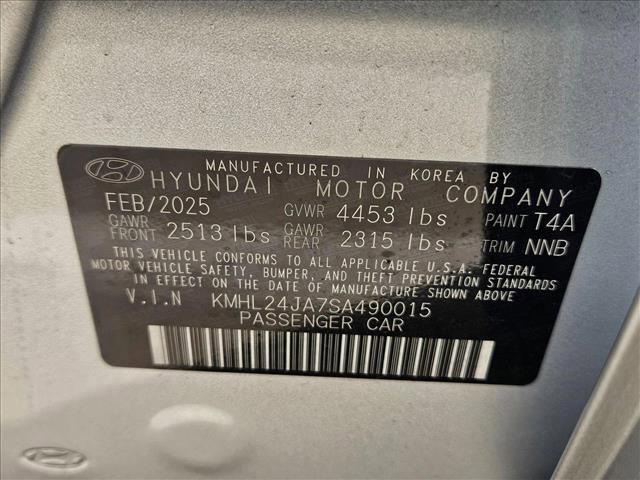 MANUFACTURED IN KOREA BY
HYUNDAI MOTOR COMPANY
FEB/2025 GVWR 4453 lbs PAINT T4A
GAWR FRONT 2513 lbs GAWR REAR 2315 lbs TRIM NNB
THIS VEHICLE CONFORMS TO ALL APPLICABLE U.S.A. FEDERAL
MOTOR VEHICLE SAFETY, BUMPER, AND THEFT PREVENTION STANDARDS
IN EFFECT ON THE DATE OF MANUFACTURE SHOWN ABOVE.
V.I.N KMHL24JA7SA490015
PASSENGER CAR